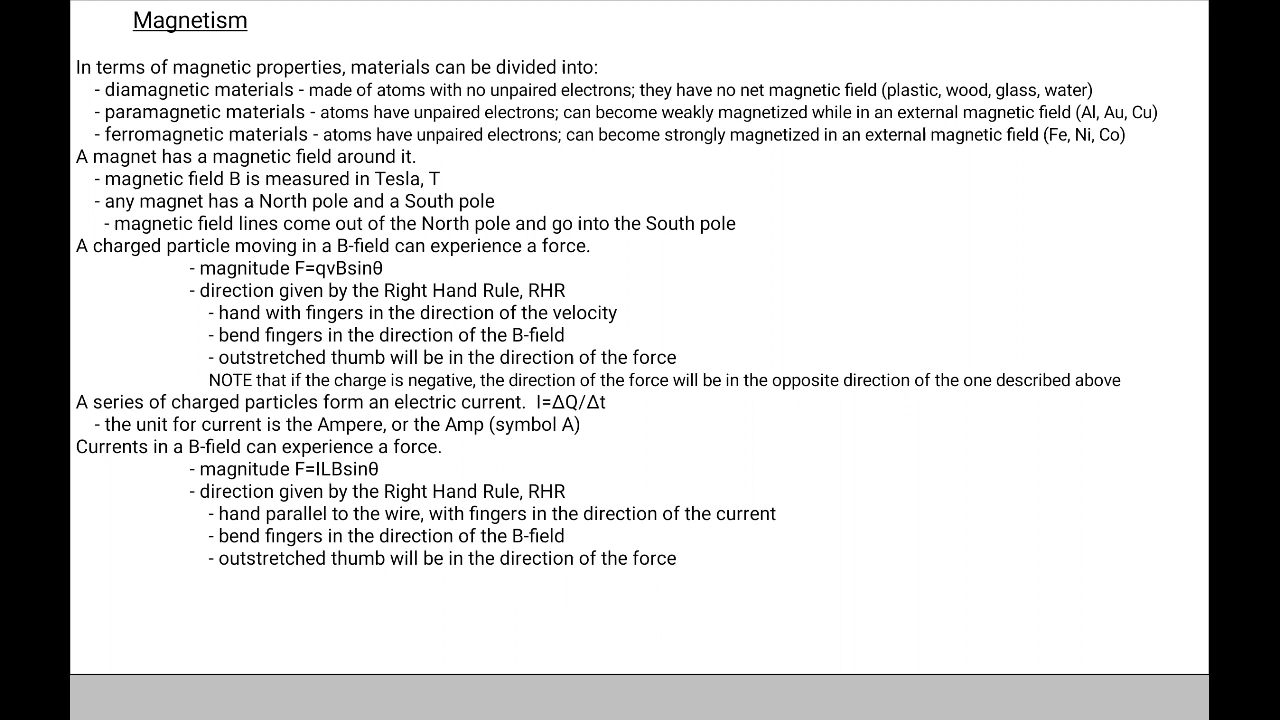 Magnetism
In terms of magnetic properties, materials can be divided into:
- diamagnetic materials - made of atoms with no unpaired electrons; they have no net magnetic field (plastic, wood, glass, water)
- paramagnetic materials - atoms have unpaired electrons; can become weakly magnetized while in an external magnetic field (Al, Au, Cu)
- ferromagnetic materials - atoms have unpaired electrons; can become strongly magnetized in an external magnetic field (Fe, Ni, Co)
A magnet has a magnetic field around it.
- magnetic field B is measured in Tesla, T
- any magnet has a North pole and a South pole
- magnetic field lines come out of the North pole and go into the South pole
A charged particle moving in a B-field can experience a force.
- magnitude F=qvBsinθ
- direction given by the Right Hand Rule, RHR
- hand with fingers in the direction of the velocity
- bend fingers in the direction of the B-field
- outstretched thumb will be in the direction of the force
NOTE that if the charge is negative, the direction of the force will be in the opposite direction of the one described above
A series of charged particles form an electric current.  I=ΔQ/Δt
- the unit for current is the Ampere, or the Amp (symbol A)
Currents in a B-field can experience a force.
- magnitude F=ILBsinθ
- direction given by the Right Hand Rule, RHR
- hand parallel to the wire, with fingers in the direction of the current
- bend fingers in the direction of the B-field
- outstretched thumb will be in the direction of the force